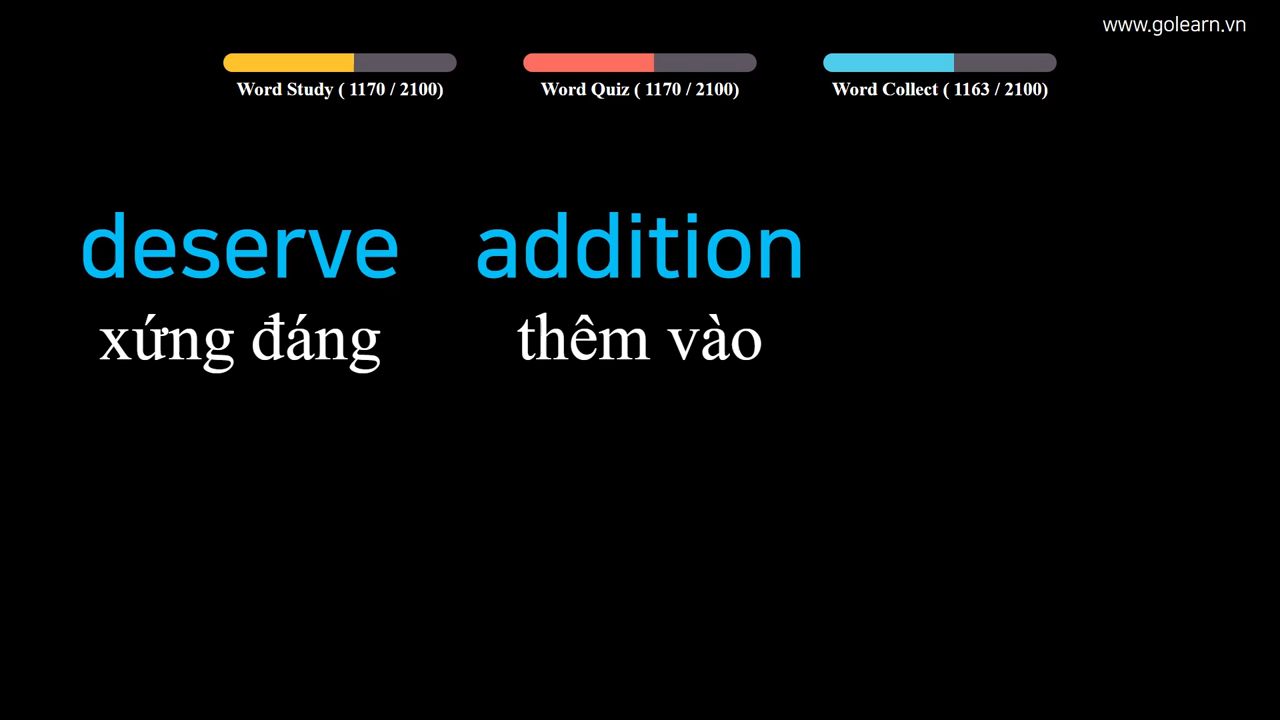 www.golearn.vn
Word Study ( 1170 / 2100)
Word Quiz ( 1170 / 2100)
Word Collect ( 1163 / 2100)
deserve addition
xứng đáng thêm vào